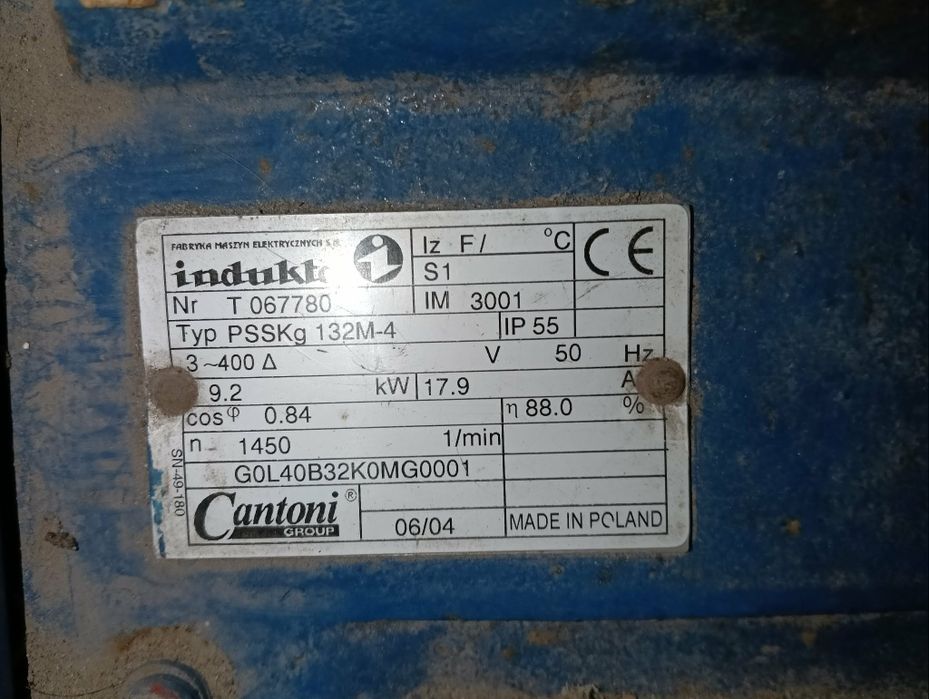 FABRYKA MASZYN ELEKTRYCZNYCH S.A.
Iz F/ °C
CE
S1
Nr T 067780
IM 3001
Typ PSSKg 132M-4
IP 55
3~400 Δ V 50 Hz
9.2 kW 17.9 A
cosφ 0.84
η 88.0 %
n 1450 1/min
G0L40B32K0MG0001
SN-49-180
Cantoni®
GROUP
06/04
MADE IN POLAND